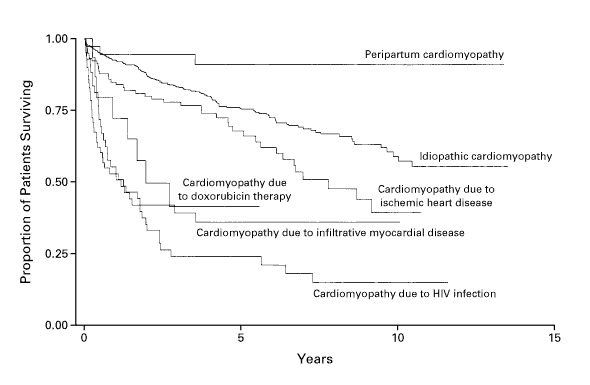 1.00
0.75
0.50
0.25
0.00
Proportion of Patients Surviving
Peripartum cardiomyopathy
Idiopathic cardiomyopathy
Cardiomyopathy due
to doxorubicin therapy
Cardiomyopathy due to
ischemic heart disease
Cardiomyopathy due to infiltrative myocardial disease
Cardiomyopathy due to HIV infection
0 5 10 15
Years